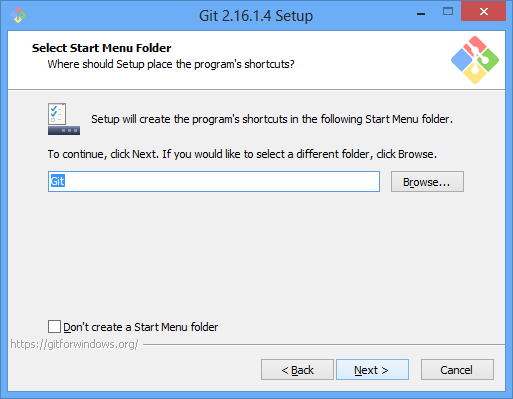 Git 2.16.1.4 Setup
Select Start Menu Folder
Where should Setup place the program's shortcuts?
Setup will create the program's shortcuts in the following Start Menu folder.
To continue, click Next. If you would like to select a different folder, click Browse.
Git
Browse...
Don't create a Start Menu folder
https://gitforwindows.org/
< Back
Next >
Cancel